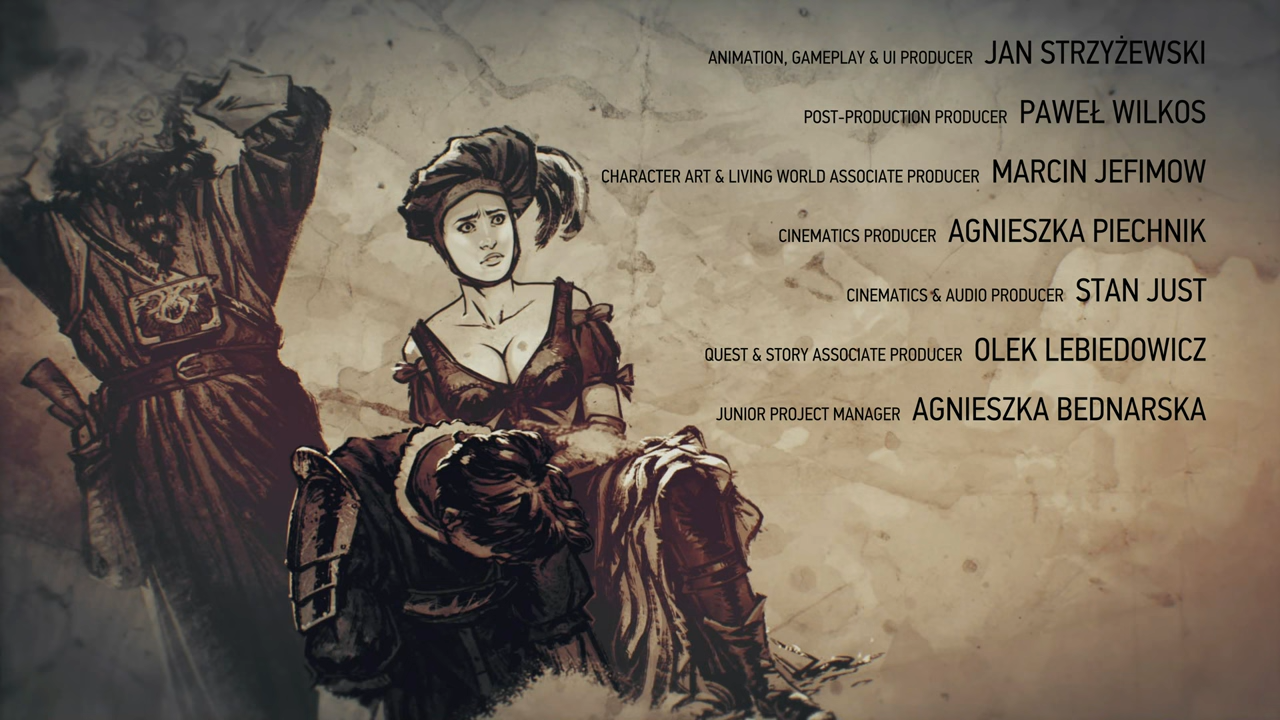 ANIMATION, GAMEPLAY & UI PRODUCER JAN STRZYŻEWSKI
POST-PRODUCTION PRODUCER PAWEŁ WILKOS
CHARACTER ART & LIVING WORLD ASSOCIATE PRODUCER MARCIN JEFIMOW
CINEMATICS PRODUCER AGNIESZKA PIECHNIK
CINEMATICS & AUDIO PRODUCER STAN JUST
QUEST & STORY ASSOCIATE PRODUCER OLEK LEBIEDOWICZ
JUNIOR PROJECT MANAGER AGNIESZKA BEDNARSKA